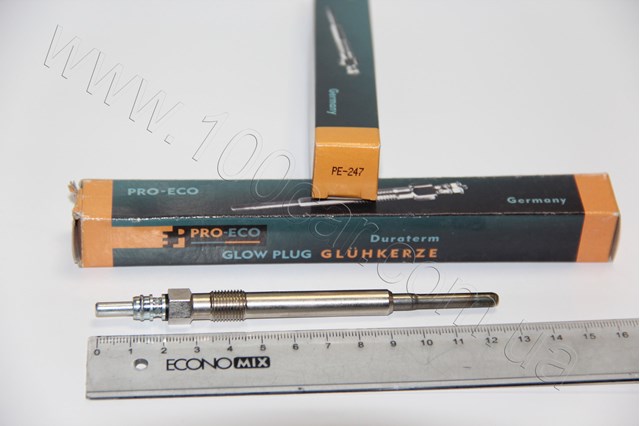 Germany
PE-247
PRO-ECO
Germany
PRO-ECO
Duroterm
GLOW PLUG GLÜHKERZE
0 1 2 3 4 5 6 7 8 9 10 11 12 13 14 15 16
ECONOMIX
www.100car.com.ua